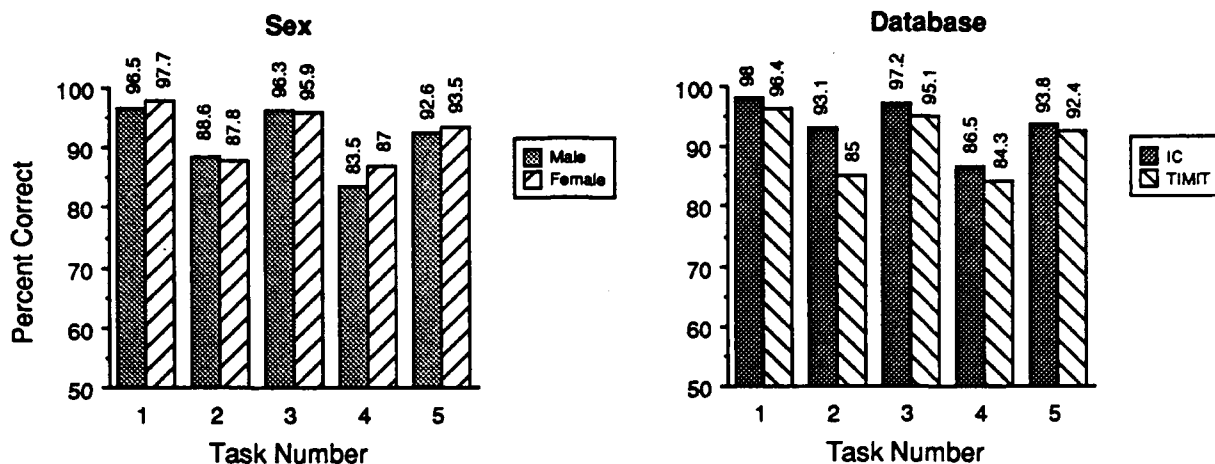 Sex
96.5
97.7
88.6
87.8
96.3
95.9
83.5
87
92.6
93.5
100
90
80
70
60
50
Percent Correct
1 2 3 4 5
Task Number
Male
Female
Database
98
96.4
93.1
85
97.2
95.1
86.5
84.3
93.8
92.4
100
90
80
70
60
50
1 2 3 4 5
Task Number
IC
TIMIT